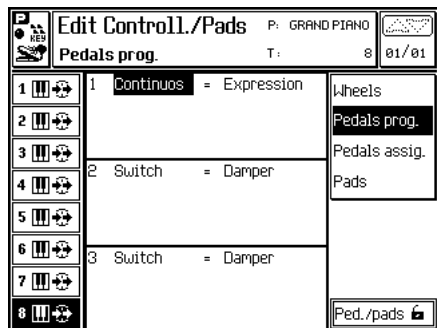 P KEY
Edit Controll./Pads P: GRAND PIANO
Pedals prog. T: 8 01/01
1
2
3
4
5
6
7
8
1 Continuos = Expression
2 Switch = Damper
3 Switch = Damper
Wheels
Pedals prog.
Pedals assig.
Pads
Ped./pads